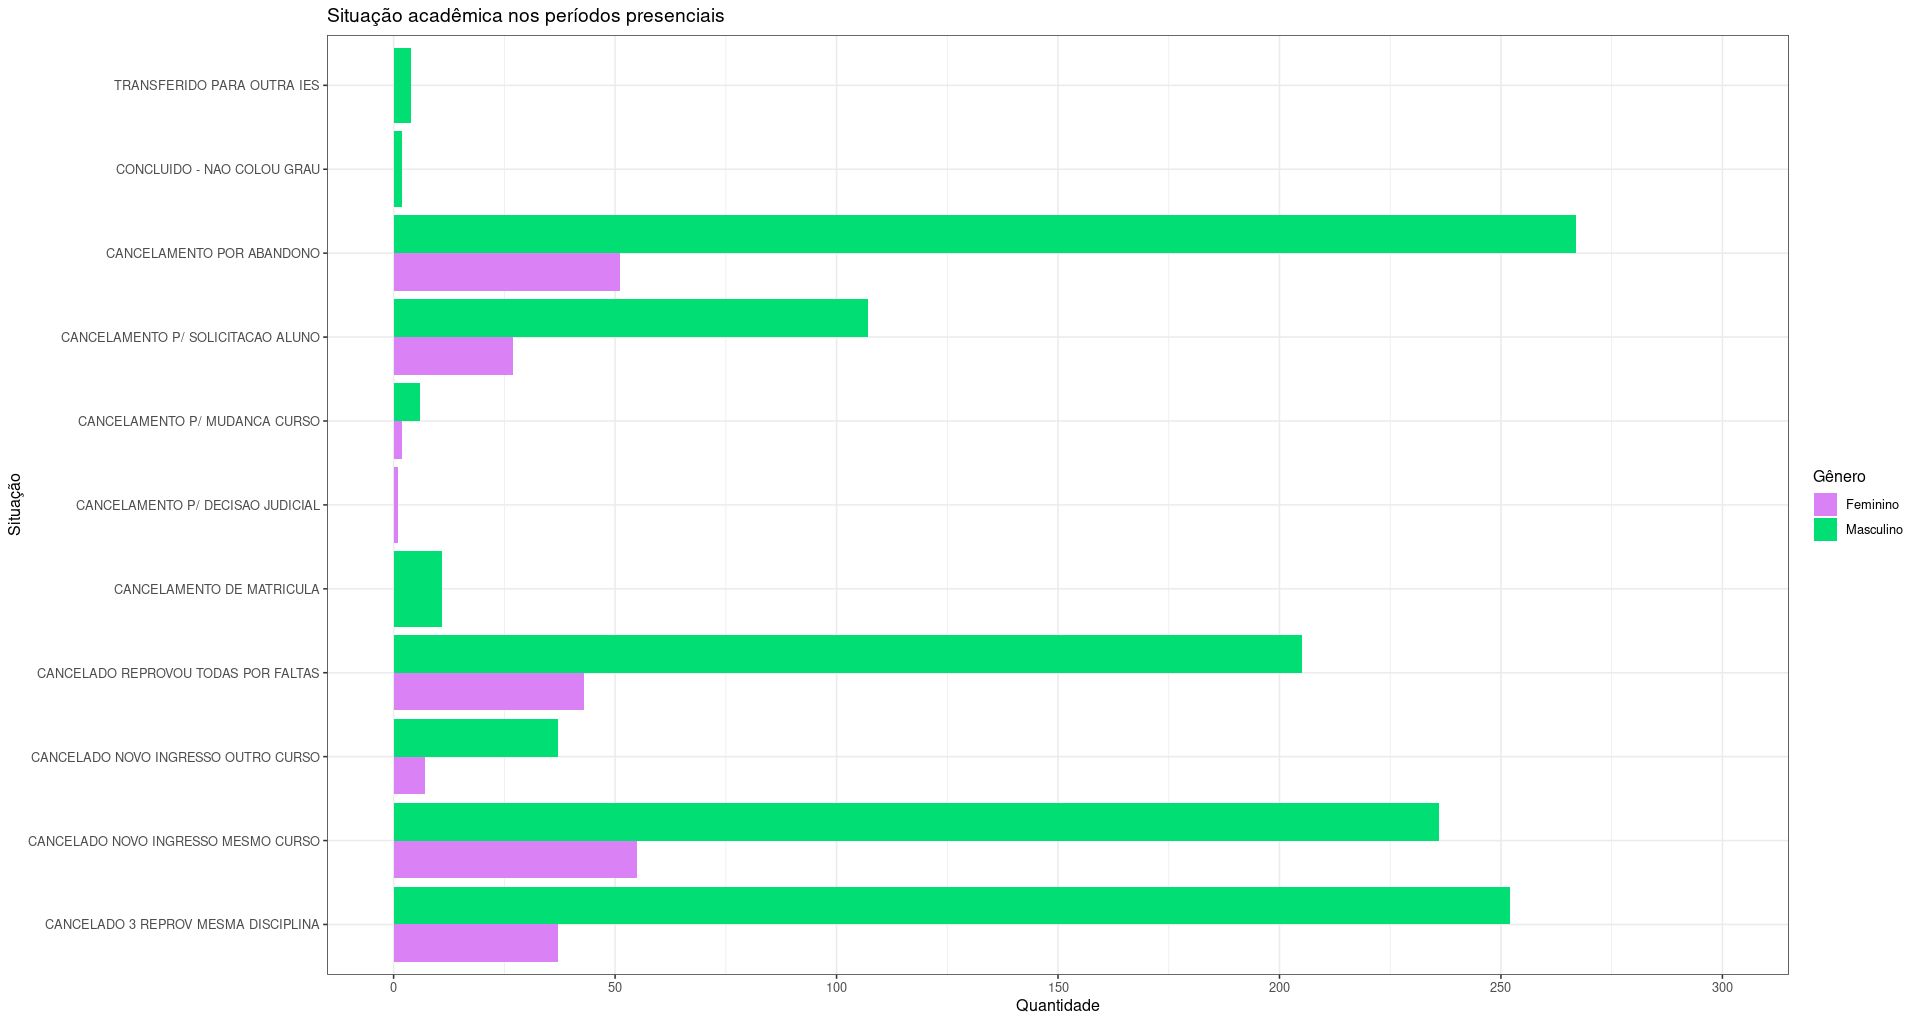 Situação acadêmica nos períodos presenciais
Situação
TRANSFERIDO PARA OUTRA IES
CONCLUIDO - NAO COLOU GRAU
CANCELAMENTO POR ABANDONO
CANCELAMENTO P/ SOLICITACAO ALUNO
CANCELAMENTO P/ MUDANCA CURSO
CANCELAMENTO P/ DECISAO JUDICIAL
CANCELAMENTO DE MATRICULA
CANCELADO REPROVOU TODAS POR FALTAS
CANCELADO NOVO INGRESSO OUTRO CURSO
CANCELADO NOVO INGRESSO MESMO CURSO
CANCELADO 3 REPROV MESMA DISCIPLINA
0 50 100 150 200 250 300
Quantidade
Gênero
Feminino
Masculino